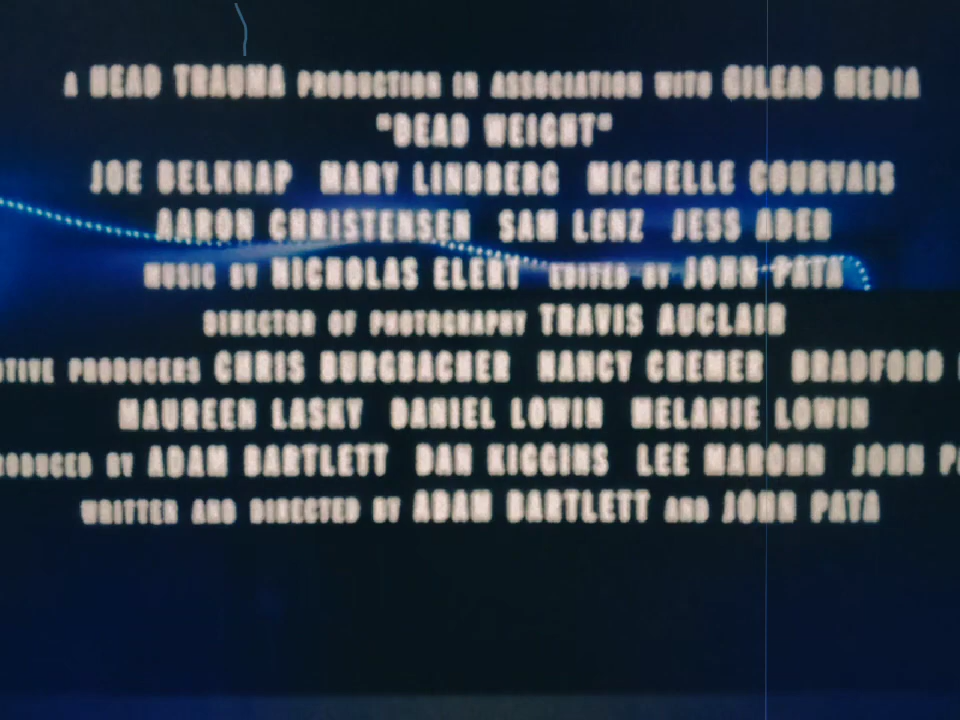 A HEAD TRAUMA PRODUCTION IN ASSOCIATION WITH GILEAD MEDIA
"DEAD WEIGHT"
JOE BELKNAP MARY LINDBERG MICHELLE COURVAIS
AARON CHRISTENSEN SAM LENZ JESS ADER
MUSIC BY NICHOLAS ELERT EDITED BY JOHN PATA
DIRECTOR OF PHOTOGRAPHY TRAVIS AUCLAIR
PRODUCERS CHRIS BURGBACHER NANCY CREMER BRADFORD
MAUREEN LASKY DANIEL LOWIN MELANIE LOWIN
BY ADAM BARTLETT DAN KIGGINS LEE JOHN
WRITTEN AND DIRECTED BY ADAM BARTLETT AND JOHN PATA